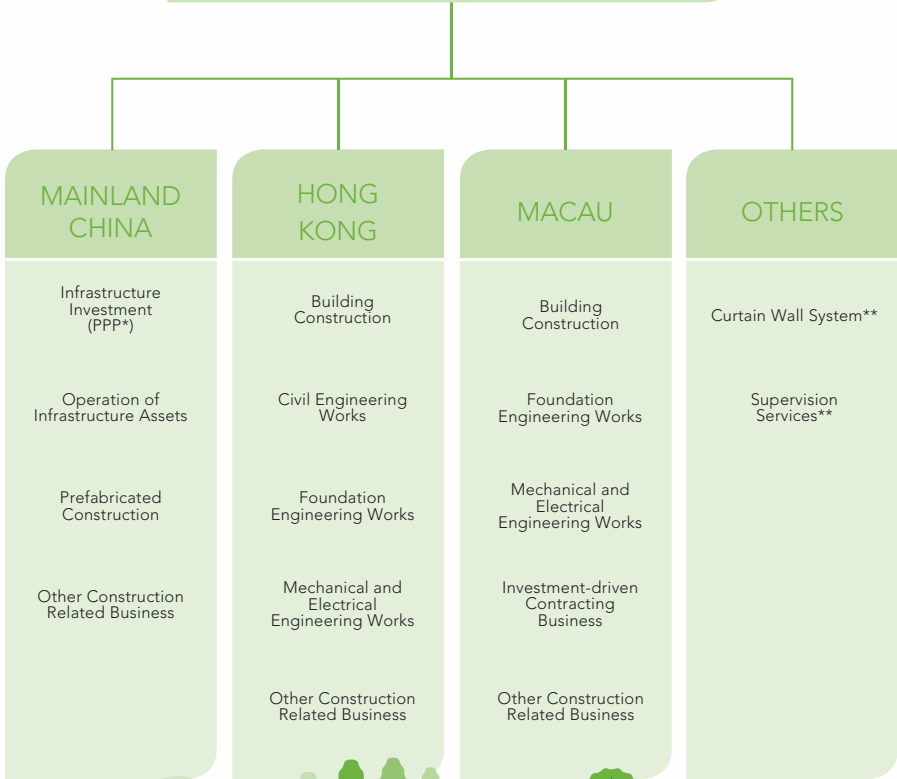 MAINLAND
CHINA
Infrastructure
Investment
(PPP*)
Operation of
Infrastructure Assets
Prefabricated
Construction
Other Construction
Related Business
HONG
KONG
Building
Construction
Civil Engineering
Works
Foundation
Engineering Works
Mechanical and
Electrical
Engineering Works
Other Construction
Related Business
MACAU
Building
Construction
Foundation
Engineering Works
Mechanical and
Electrical
Engineering Works
Investment-driven
Contracting
Business
Other Construction
Related Business
OTHERS
Curtain Wall System**
Supervision
Services**